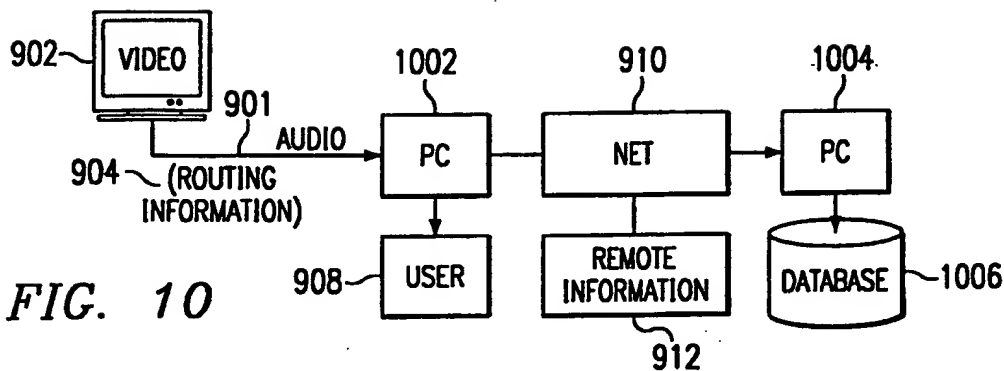 902
VIDEO
901
AUDIO
904
(ROUTING
INFORMATION)
1002
PC
910
NET
1004
PC
908
USER
REMOTE
INFORMATION
912
DATABASE
1006
FIG. 10